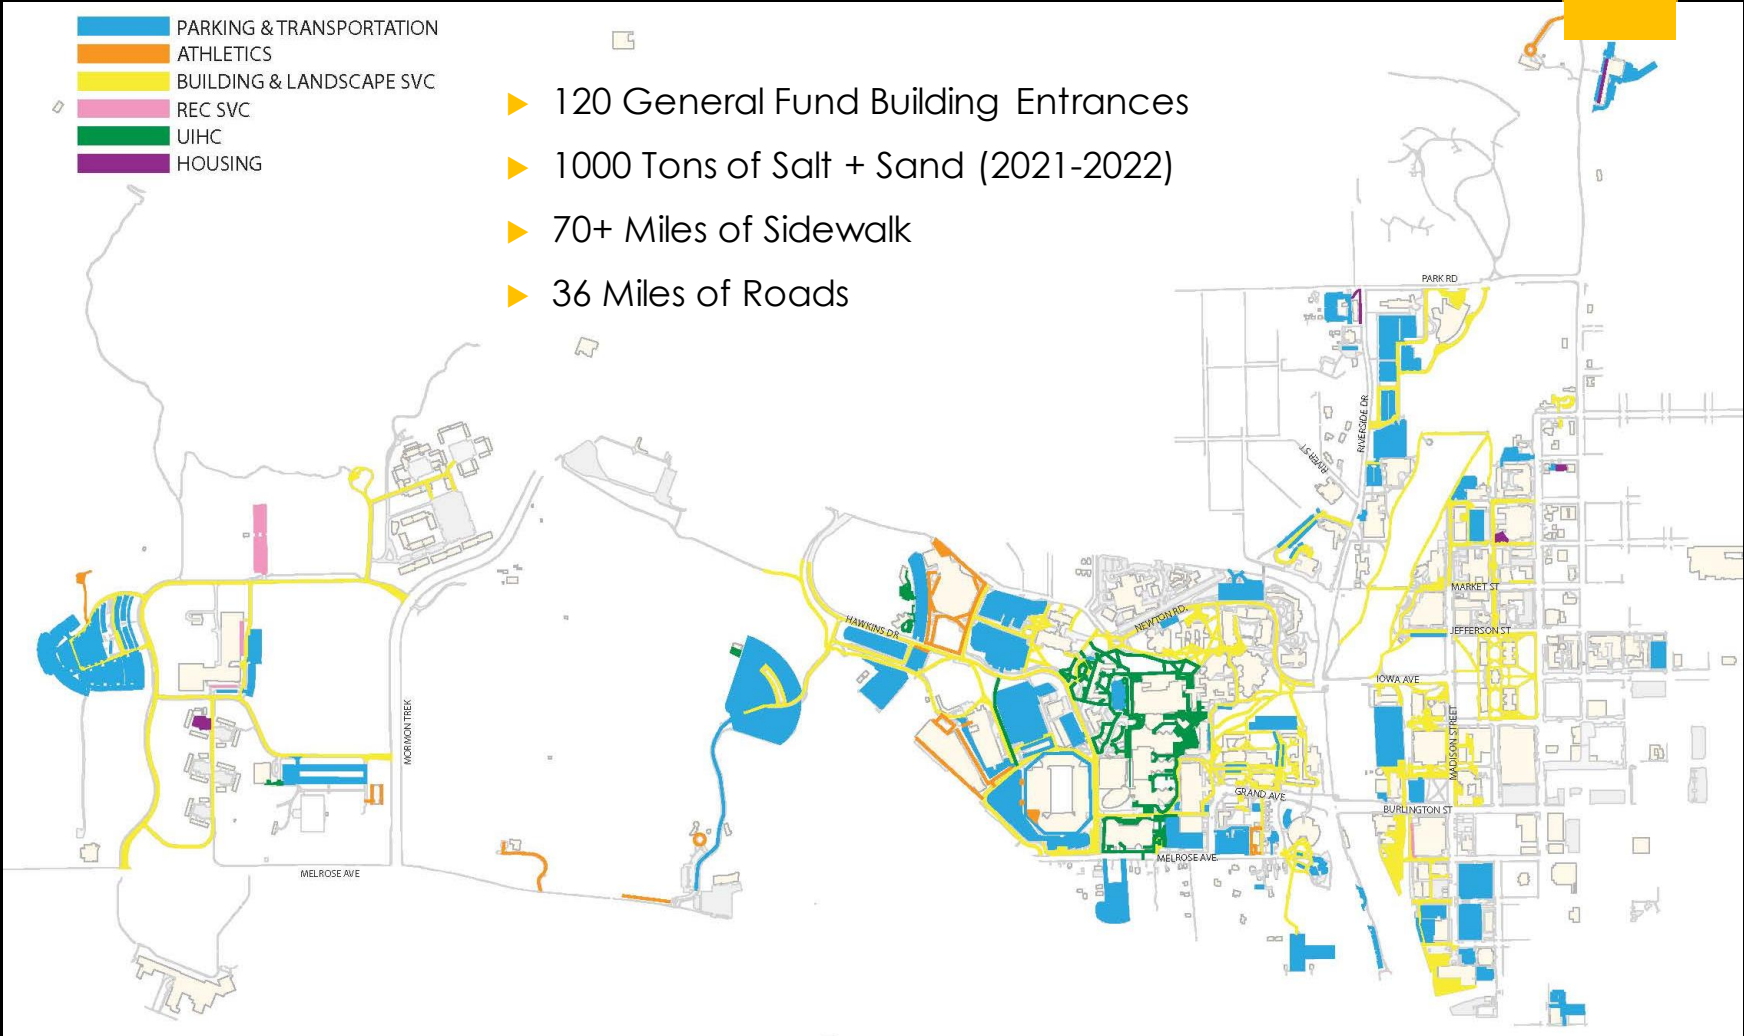 PARKING & TRANSPORTATION
ATHLETICS
BUILDING & LANDSCAPE SVC
REC SVC
UIHC
HOUSING
120 General Fund Building Entrances
1000 Tons of Salt + Sand (2021-2022)
70+ Miles of Sidewalk
36 Miles of Roads
PARK RD
RIVERSIDE DR
RIVER ST
MARKET ST
NEWTON RD.
HAWKINS DR
JEFFERSON ST
IOWA AVE
MORMON TREK
MADISON STREET
GRAND AVE
BURLINGTON ST
MELROSE AVE.
MELROSE AVE